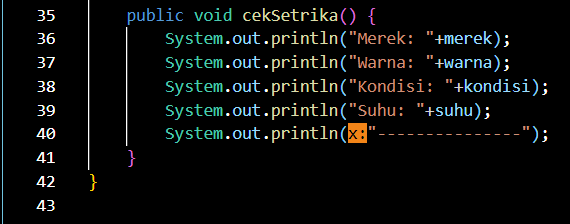 35 public void cekSetrika() {
36 System.out.println("Merek: "+merek);
37 System.out.println("Warna: "+warna);
38 System.out.println("Kondisi: "+kondisi);
39 System.out.println("Suhu: "+suhu);
40 System.out.println(x:"---------------");
41 }
42 }
43